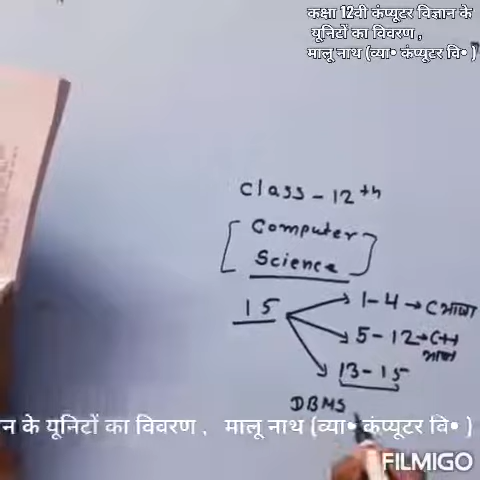 कक्षा 12वी कंप्यूटर विज्ञान के
यूनिटों का विवरण ,
मालू नाथ (व्या• कंप्यूटर वि• )
Class - 12th
Computer
Science
15
1-4 → C भाषा
5-12 → C++
भाषा
13-15
DBMS
न के यूनिटों का विवरण , मालू नाथ (व्या• कंप्यूटर वि• )
FILMIGO